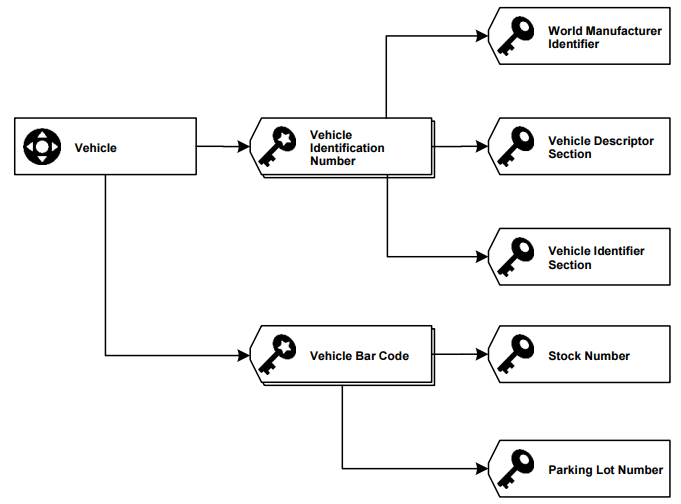 World Manufacturer
Identifier
Vehicle
Vehicle
Identification
Number
Vehicle Descriptor
Section
Vehicle Identifier
Section
Vehicle Bar Code
Stock Number
Parking Lot Number